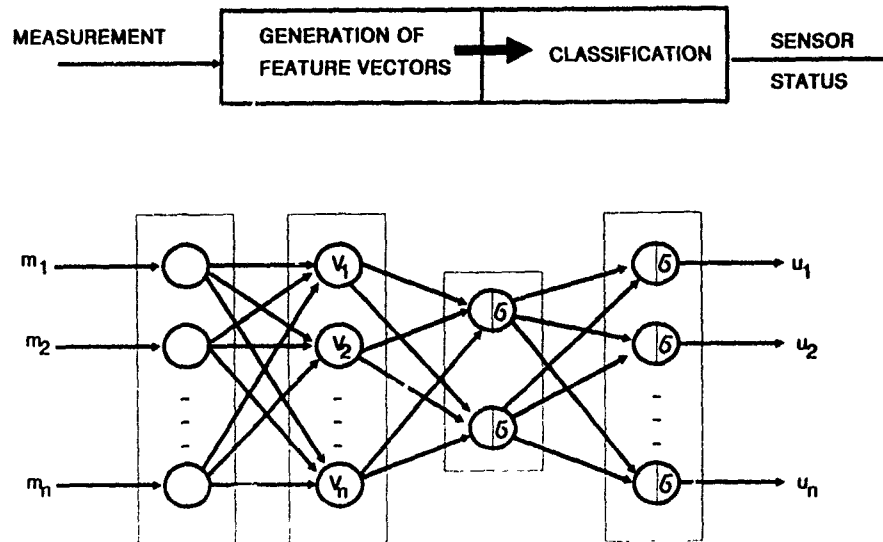 MEASUREMENT
GENERATION OF
FEATURE VECTORS
CLASSIFICATION
SENSOR
STATUS
m1 V1 u1
m2 V2 u2
mn Vn un